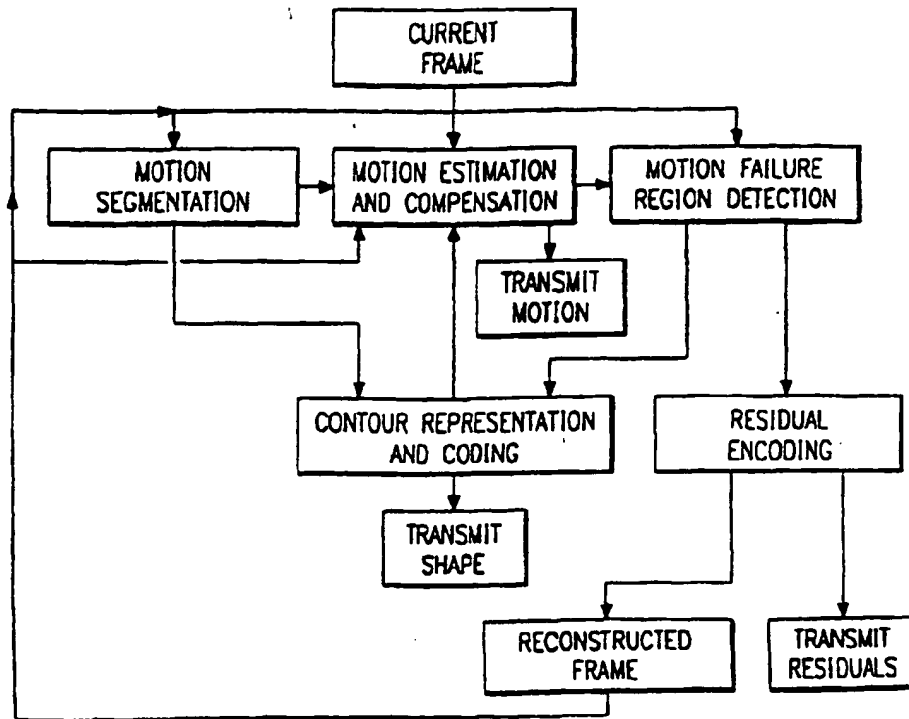 CURRENT
FRAME
MOTION
SEGMENTATION
MOTION ESTIMATION
AND COMPENSATION
MOTION FAILURE
REGION DETECTION
TRANSMIT
MOTION
CONTOUR REPRESENTATION
AND CODING
RESIDUAL
ENCODING
TRANSMIT
SHAPE
RECONSTRUCTED
FRAME
TRANSMIT
RESIDUALS